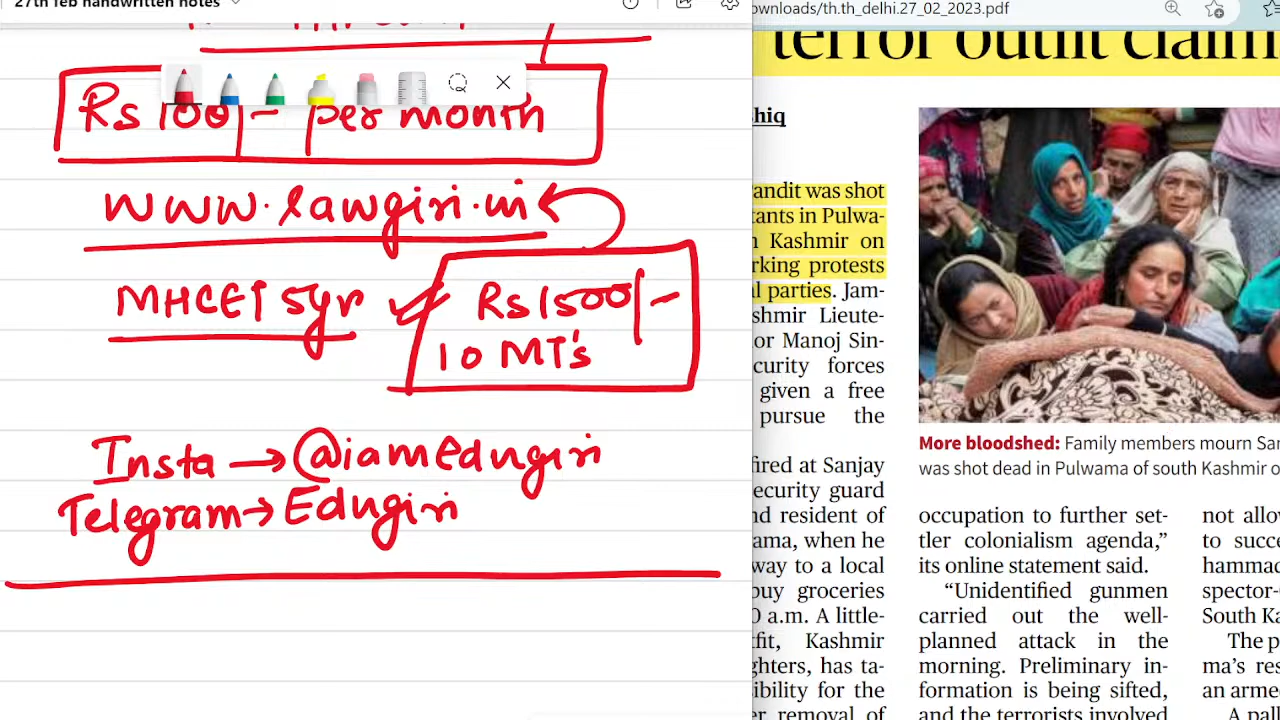 27th feb handwritten notes
Rs 100/- per month
www.lawgiri.in
MHCET 5yr
Rs 1500/-
10 MT's
Insta → @iamedugiri
Telegram → Edugiri
ownloads/th.th_delhi.27_02_2023.pdf
terror outfit claim
shiq
andit was shot
tants in Pulwa-
n Kashmir on
rking protests
l parties. Jam-
shmir Lieute-
or Manoj Sin-
curity forces
given a free
pursue the
fired at Sanjay
ecurity guard
nd resident of
ama, when he
way to a local
buy groceries
0 a.m. A little-
tfit, Kashmir
ghters, has ta-
ibility for the
er removal of
More bloodshed: Family members mourn San
was shot dead in Pulwama of south Kashmir o
occupation to further set-
tler colonialism agenda,”
its online statement said.
“Unidentified gunmen
carried out the well-
planned attack in the
morning. Preliminary in-
formation is being sifted,
and the terrorists involved
not allo
to succe
hammad
spector-
South Ka
The p
ma’s res
an arme
A pall